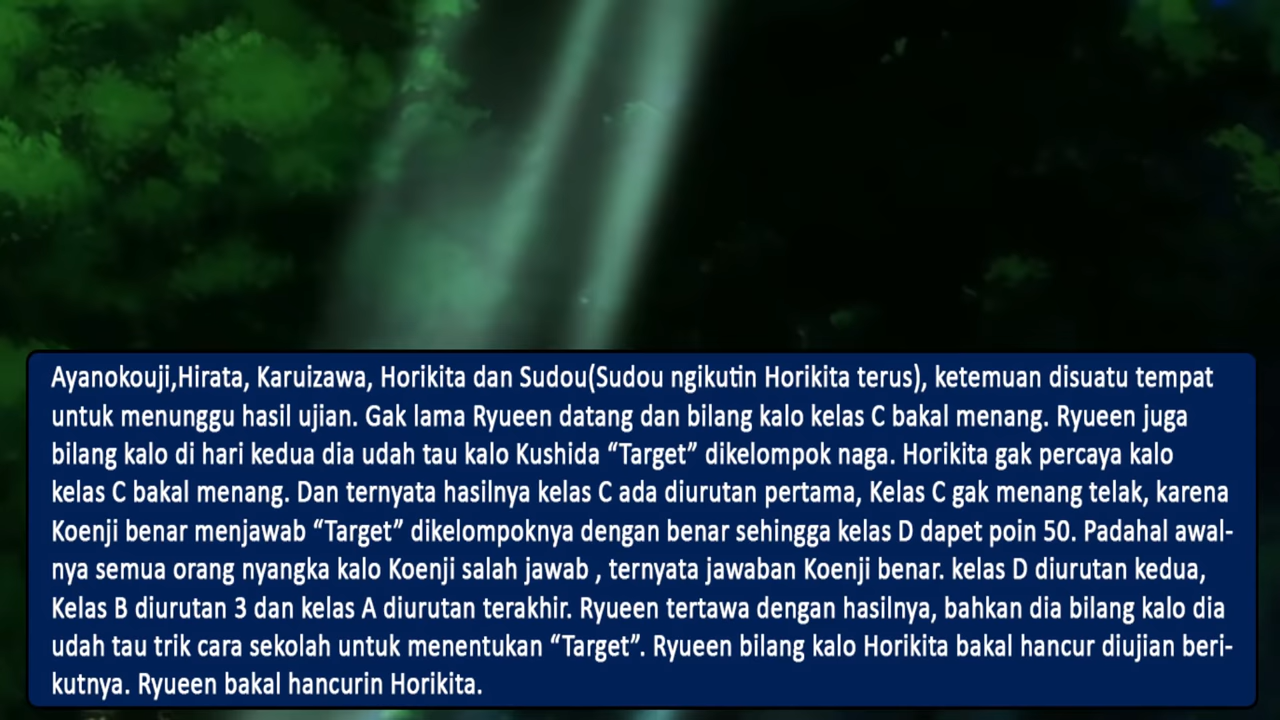 Ayanokouji,Hirata, Karuizawa, Horikita dan Sudou(Sudou ngikutin Horikita terus), ketemuan disuatu tempat
untuk menunggu hasil ujian. Gak lama Ryueen datang dan bilang kalo kelas C bakal menang. Ryueen juga
bilang kalo di hari kedua dia udah tau kalo Kushida “Target” dikelompok naga. Horikita gak percaya kalo
kelas C bakal menang. Dan ternyata hasilnya kelas C ada diurutan pertama, Kelas C gak menang telak, karena
Koenji benar menjawab “Target” dikelompoknya dengan benar sehingga kelas D dapet poin 50. Padahal awal-
nya semua orang nyangka kalo Koenji salah jawab , ternyata jawaban Koenji benar. kelas D diurutan kedua,
Kelas B diurutan 3 dan kelas A diurutan terakhir. Ryueen tertawa dengan hasilnya, bahkan dia bilang kalo dia
udah tau trik cara sekolah untuk menentukan “Target”. Ryueen bilang kalo Horikita bakal hancur diujian beri-
kutnya. Ryueen bakal hancurin Horikita.